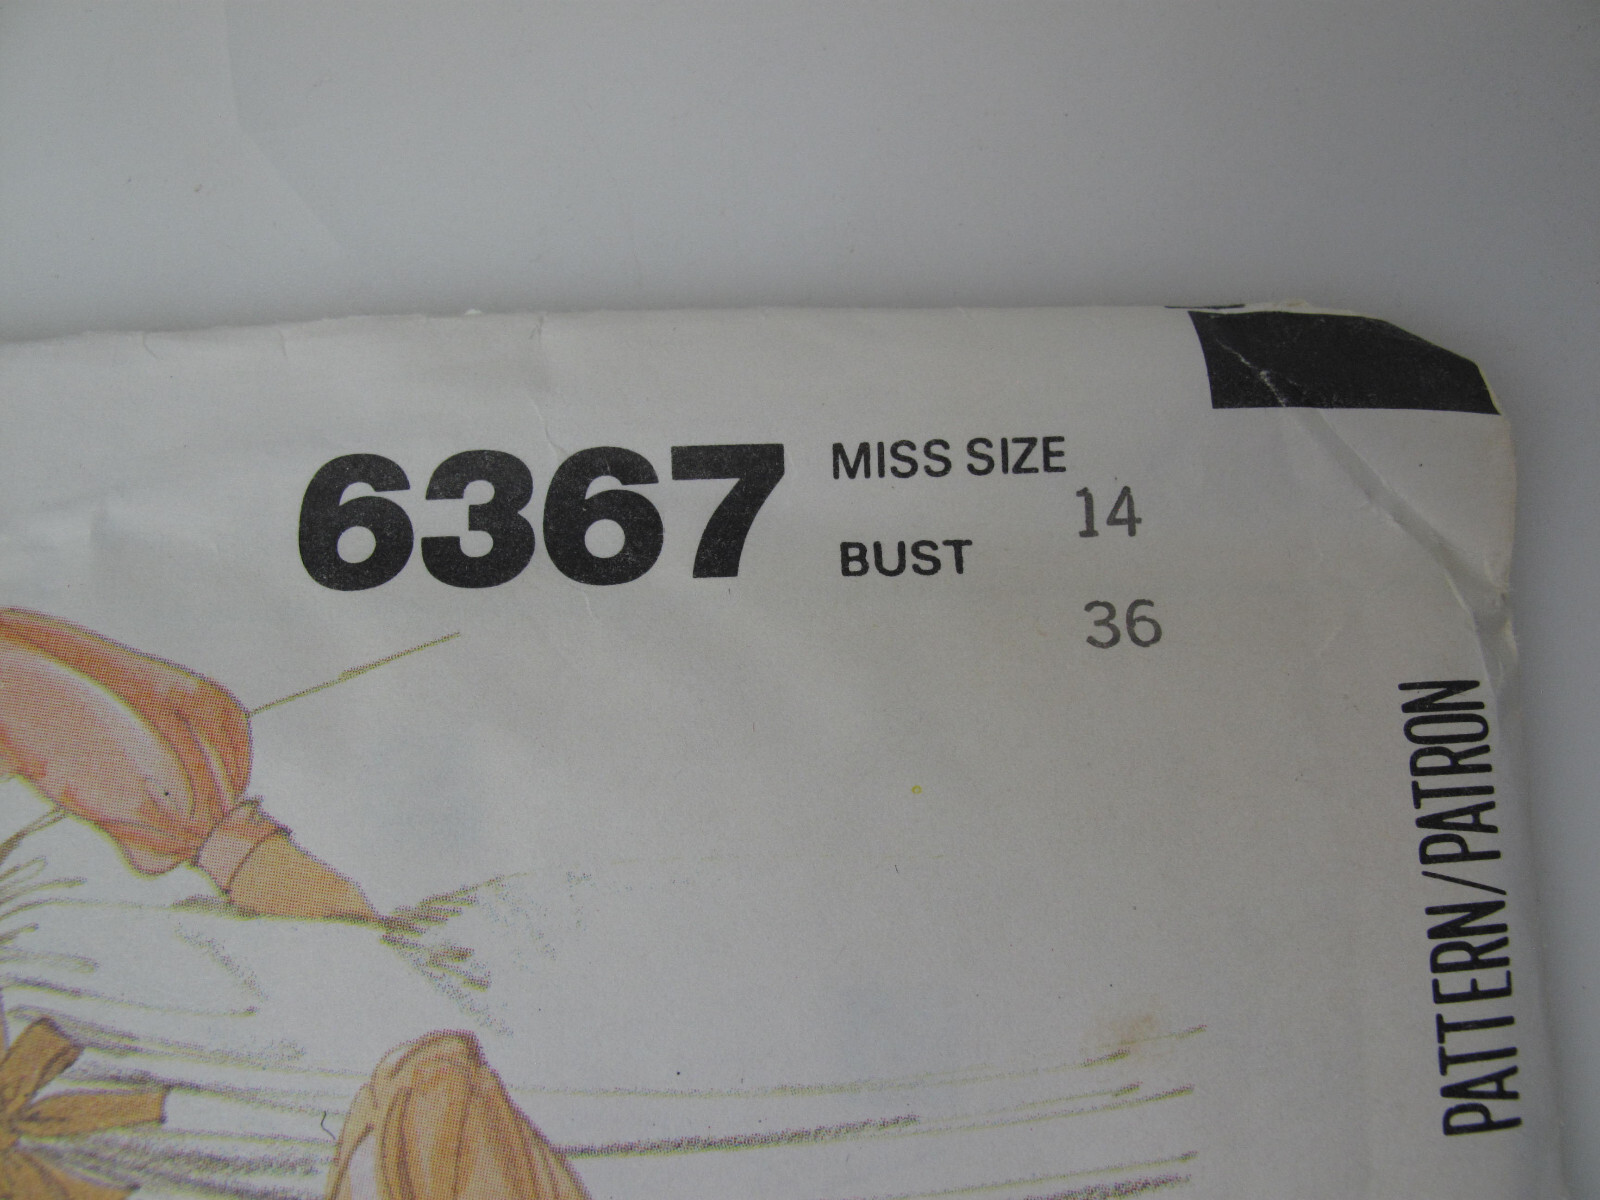 6367
MISS SIZE
14
BUST
36
PATTERN/PATRON